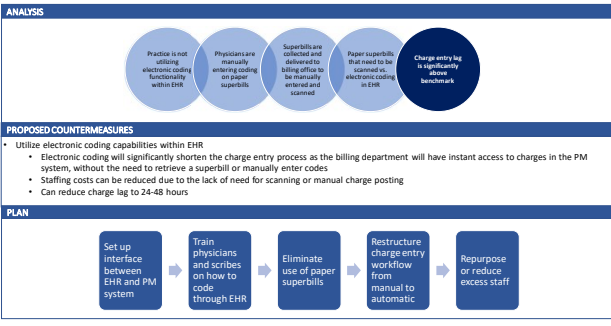 ANALYSIS
Practice is not
utilizing
electronic coding
functionality
within EHR
Physicians are
manually
entering coding
on paper
superbills
Superbills are
collected and
delivered to
billing office to
be manually
entered and
scanned
Paper superbills
that need to be
scanned vs.
electronic coding
in EHR
Charge entry lag
is significantly
above
benchmark
PROPOSED COUNTERMEASURES
• Utilize electronic coding capabilities within EHR
• Electronic coding will significantly shorten the charge entry process as the billing department will have instant access to charges in the PM
system, without the need to retrieve a superbill or manually enter codes
• Staffing costs can be reduced due to the lack of need for scanning or manual charge posting
• Can reduce charge lag to 24-48 hours
PLAN
Set up
interface
between
EHR and PM
system
Train
physicians
and scribes
on how to
code
through EHR
Eliminate
use of paper
superbills
Restructure
charge entry
workflow
from
manual to
automatic
Repurpose
or reduce
excess staff